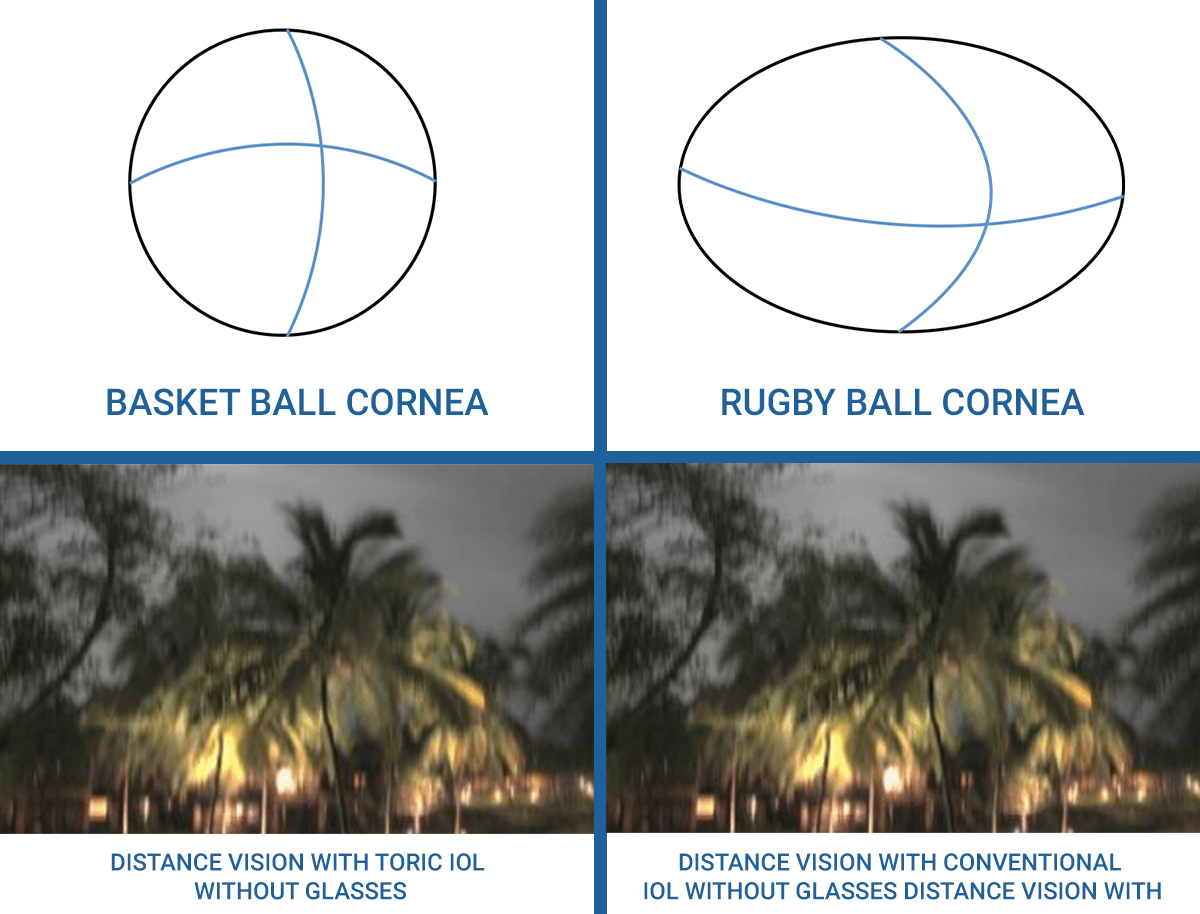 BASKET BALL CORNEA
RUGBY BALL CORNEA
DISTANCE VISION WITH TORIC IOL
WITHOUT GLASSES
DISTANCE VISION WITH CONVENTIONAL
IOL WITHOUT GLASSES DISTANCE VISION WITH